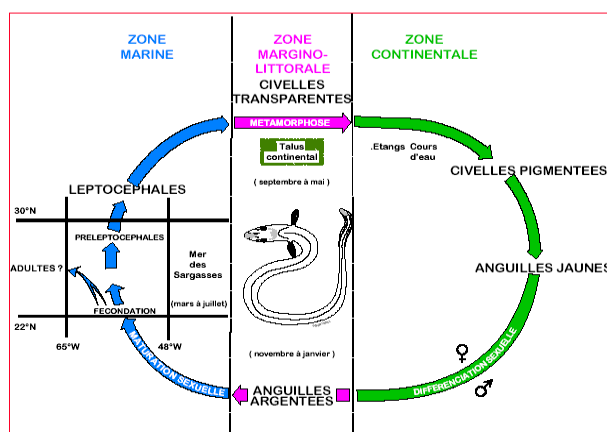 ZONE
MARINE
ZONE
MARGINO-
LITTORALE
ZONE
CONTINENTALE
CIVELLES
TRANSPARENTES
METAMORPHOSE
Talus
continental
( septembre à mai )
.Etangs Cours
d'eau
CIVELLES PIGMENTEES
LEPTOCEPHALES
30°N
PRELEPTOCEPHALES
Mer
des
Sargasses
ADULTES ?
(mars à juillet)
FECONDATION
22°N
65°W
48°W
ANGUILLES JAUNES
( novembre à janvier )
MATURATION SEXUELLE
ANGUILLES
ARGENTEES
DIFFERENCIATION SEXUELLE
♀
♂